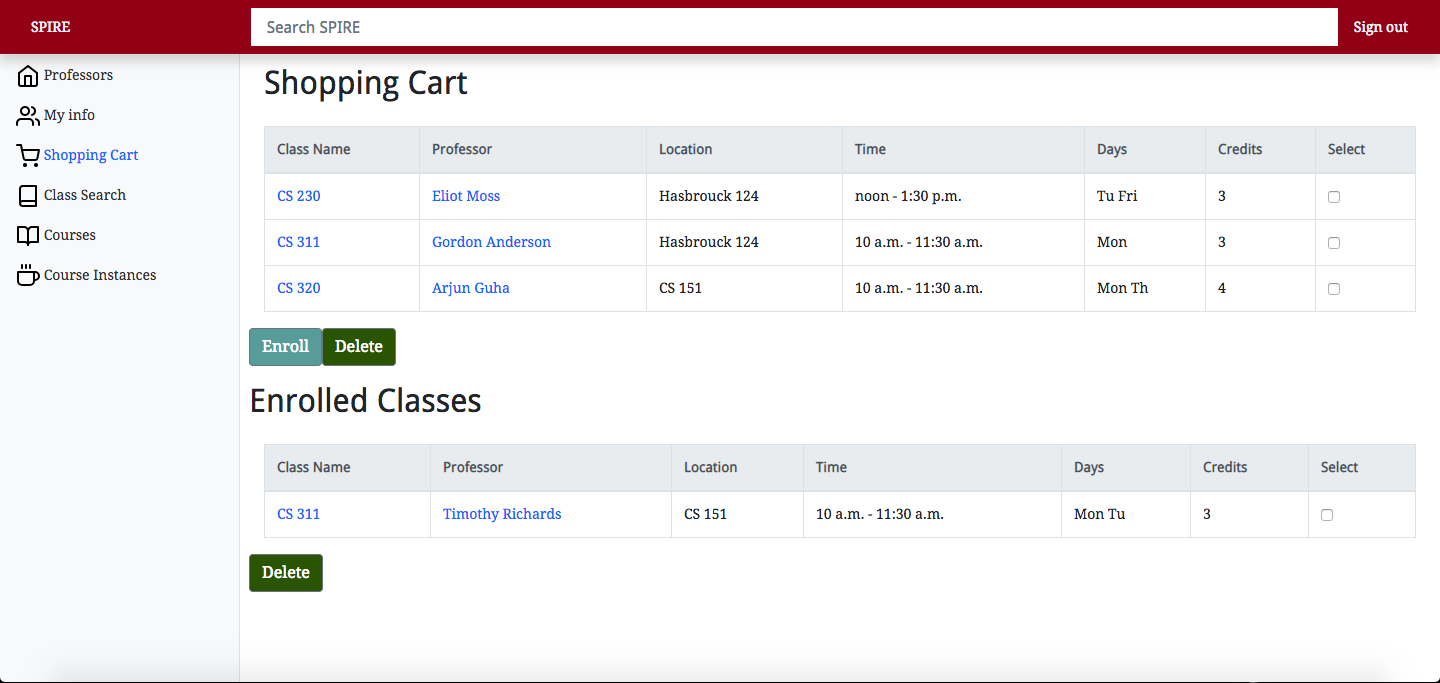 SPIRE Search SPIRE Sign out
Professors
My info
Shopping Cart
Class Search
Courses
Course Instances
Shopping Cart
Class Name Professor Location Time Days Credits Select
CS 230 Eliot Moss Hasbrouck 124 noon - 1:30 p.m. Tu Fri 3
CS 311 Gordon Anderson Hasbrouck 124 10 a.m. - 11:30 a.m. Mon 3
CS 320 Arjun Guha CS 151 10 a.m. - 11:30 a.m. Mon Th 4
Enroll Delete
Enrolled Classes
Class Name Professor Location Time Days Credits Select
CS 311 Timothy Richards CS 151 10 a.m. - 11:30 a.m. Mon Tu 3
Delete